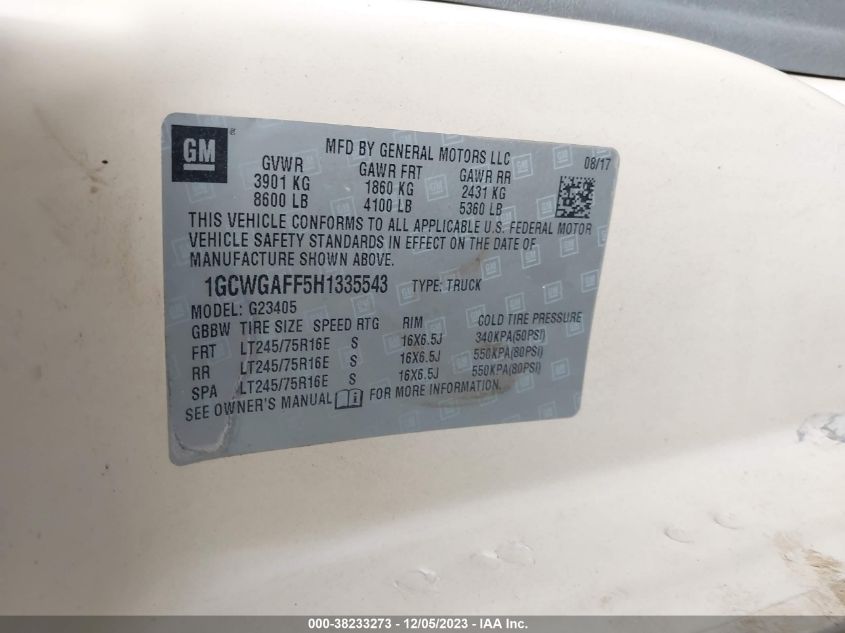 GM
MFD BY GENERAL MOTORS LLC
08/17
GVWR GAWR FRT GAWR RR
3901 KG 1860 KG 2431 KG
8600 LB 4100 LB 5360 LB
THIS VEHICLE CONFORMS TO ALL APPLICABLE U.S. FEDERAL MOTOR
VEHICLE SAFETY STANDARDS IN EFFECT ON THE DATE OF
MANUFACTURE SHOWN ABOVE.
1GCWGAFF5H1335543 TYPE: TRUCK
MODEL: G23405
GBBW TIRE SIZE SPEED RTG RIM COLD TIRE PRESSURE
FRT LT245/75R16E S 16X6.5J 340KPA(50PSI)
RR LT245/75R16E S 16X6.5J 550KPA(80PSI)
SPA LT245/75R16E S 16X6.5J 550KPA(80PSI)
SEE OWNER'S MANUAL FOR MORE INFORMATION.
000-38233273 - 12/05/2023 - IAA Inc.